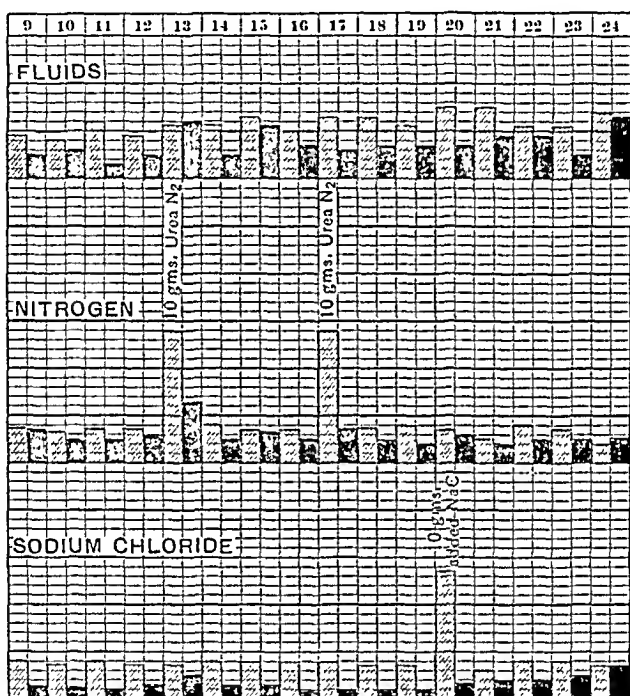 9 10 11 12 13 14 15 16 17 18 19 20 21 22 23 24
FLUIDS
10 gms. Urea N₂
10 gms. Urea N₂
NITROGEN
10 gms.
added NaC
SODIUM CHLORIDE